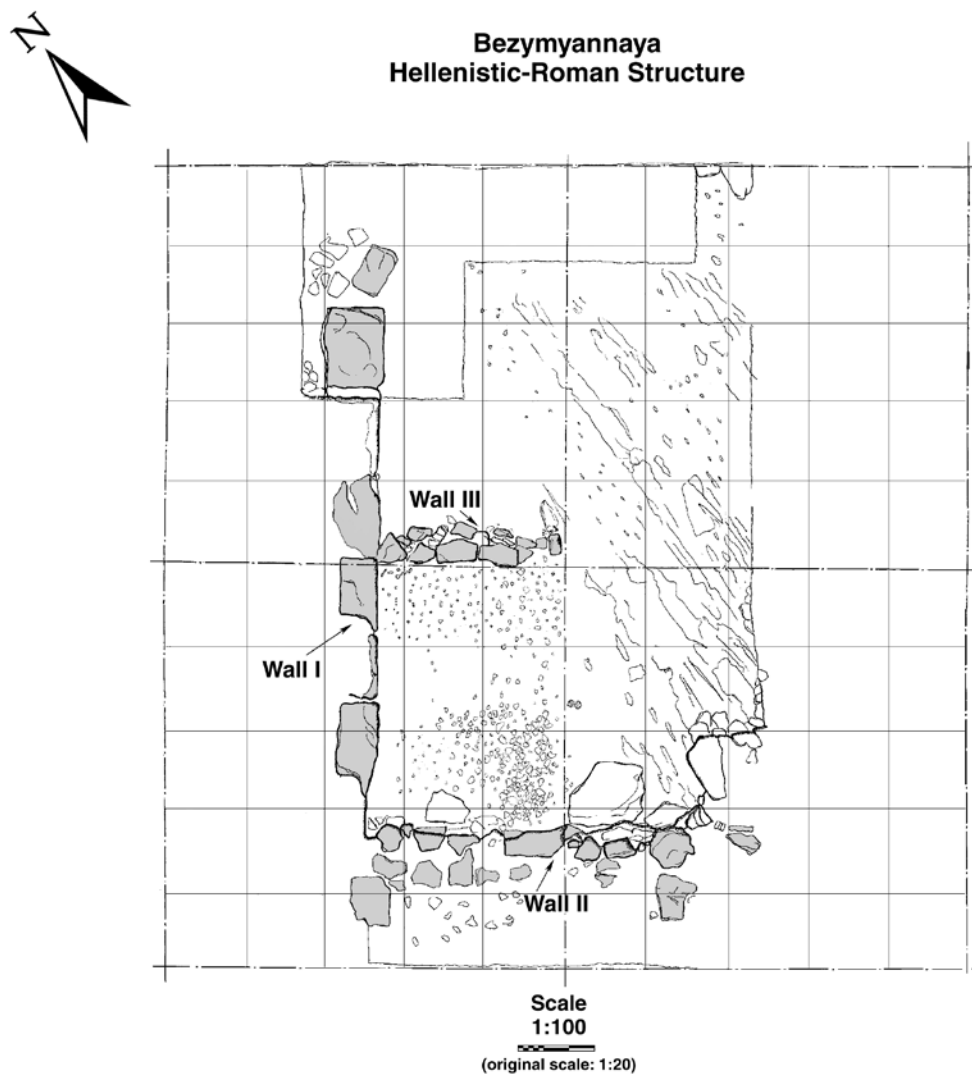 N
Bezymyannaya
Hellenistic-Roman Structure
Wall III
Wall I
Wall II
Scale
1:100
(original scale: 1:20)